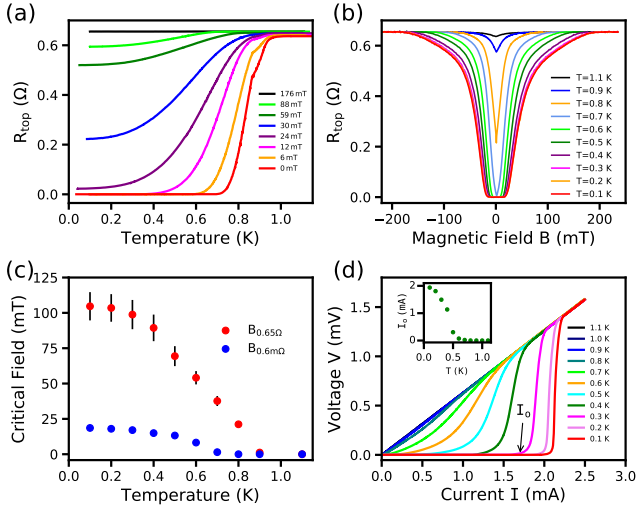 (a)
0.6
0.4
0.2
0.0
R_top (Ω)
176 mT
88 mT
59 mT
30 mT
24 mT
12 mT
6 mT
0 mT
0.0 0.2 0.4 0.6 0.8 1.0
Temperature (K)
(b)
0.6
0.4
0.2
0.0
R_top (Ω)
T=1.1 K
T=0.9 K
T=0.8 K
T=0.7 K
T=0.6 K
T=0.5 K
T=0.4 K
T=0.3 K
T=0.2 K
T=0.1 K
−200 −100 0 100 200
Magnetic Field B (mT)
(c)
125
100
75
50
25
0
Critical Field (mT)
B_0.65Ω
B_0.6mΩ
0.0 0.2 0.4 0.6 0.8 1.0
Temperature (K)
(d)
1.5
1.0
0.5
0.0
Voltage V (mV)
2
1
0
I_o (mA)
0.0 0.5 1.0
T (K)
I_o
1.1 K
1.0 K
0.9 K
0.8 K
0.7 K
0.6 K
0.5 K
0.4 K
0.3 K
0.2 K
0.1 K
0.0 0.5 1.0 1.5 2.0 2.5 3.0
Current I (mA)